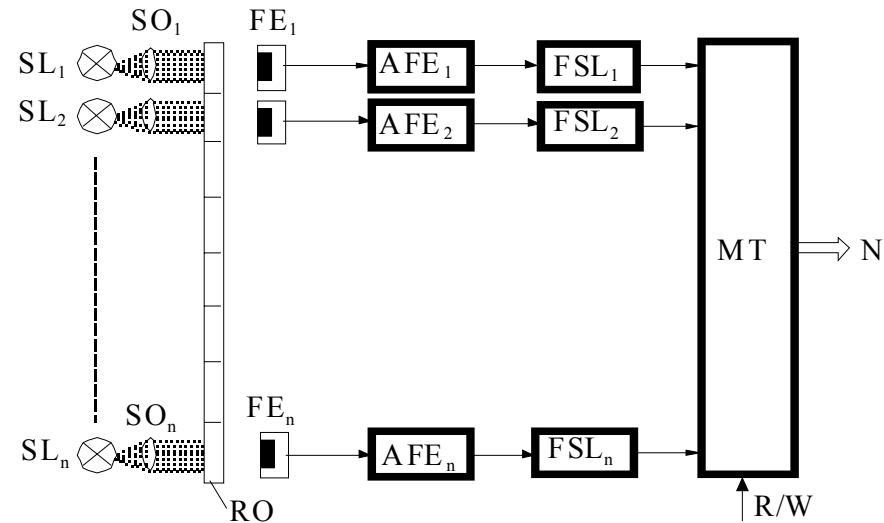 SO₁ FE₁
SL₁ AFE₁ FSL₁
SL₂ AFE₂ FSL₂
MT N
SOₙ FEₙ
SLₙ AFEₙ FSLₙ
RO R/W